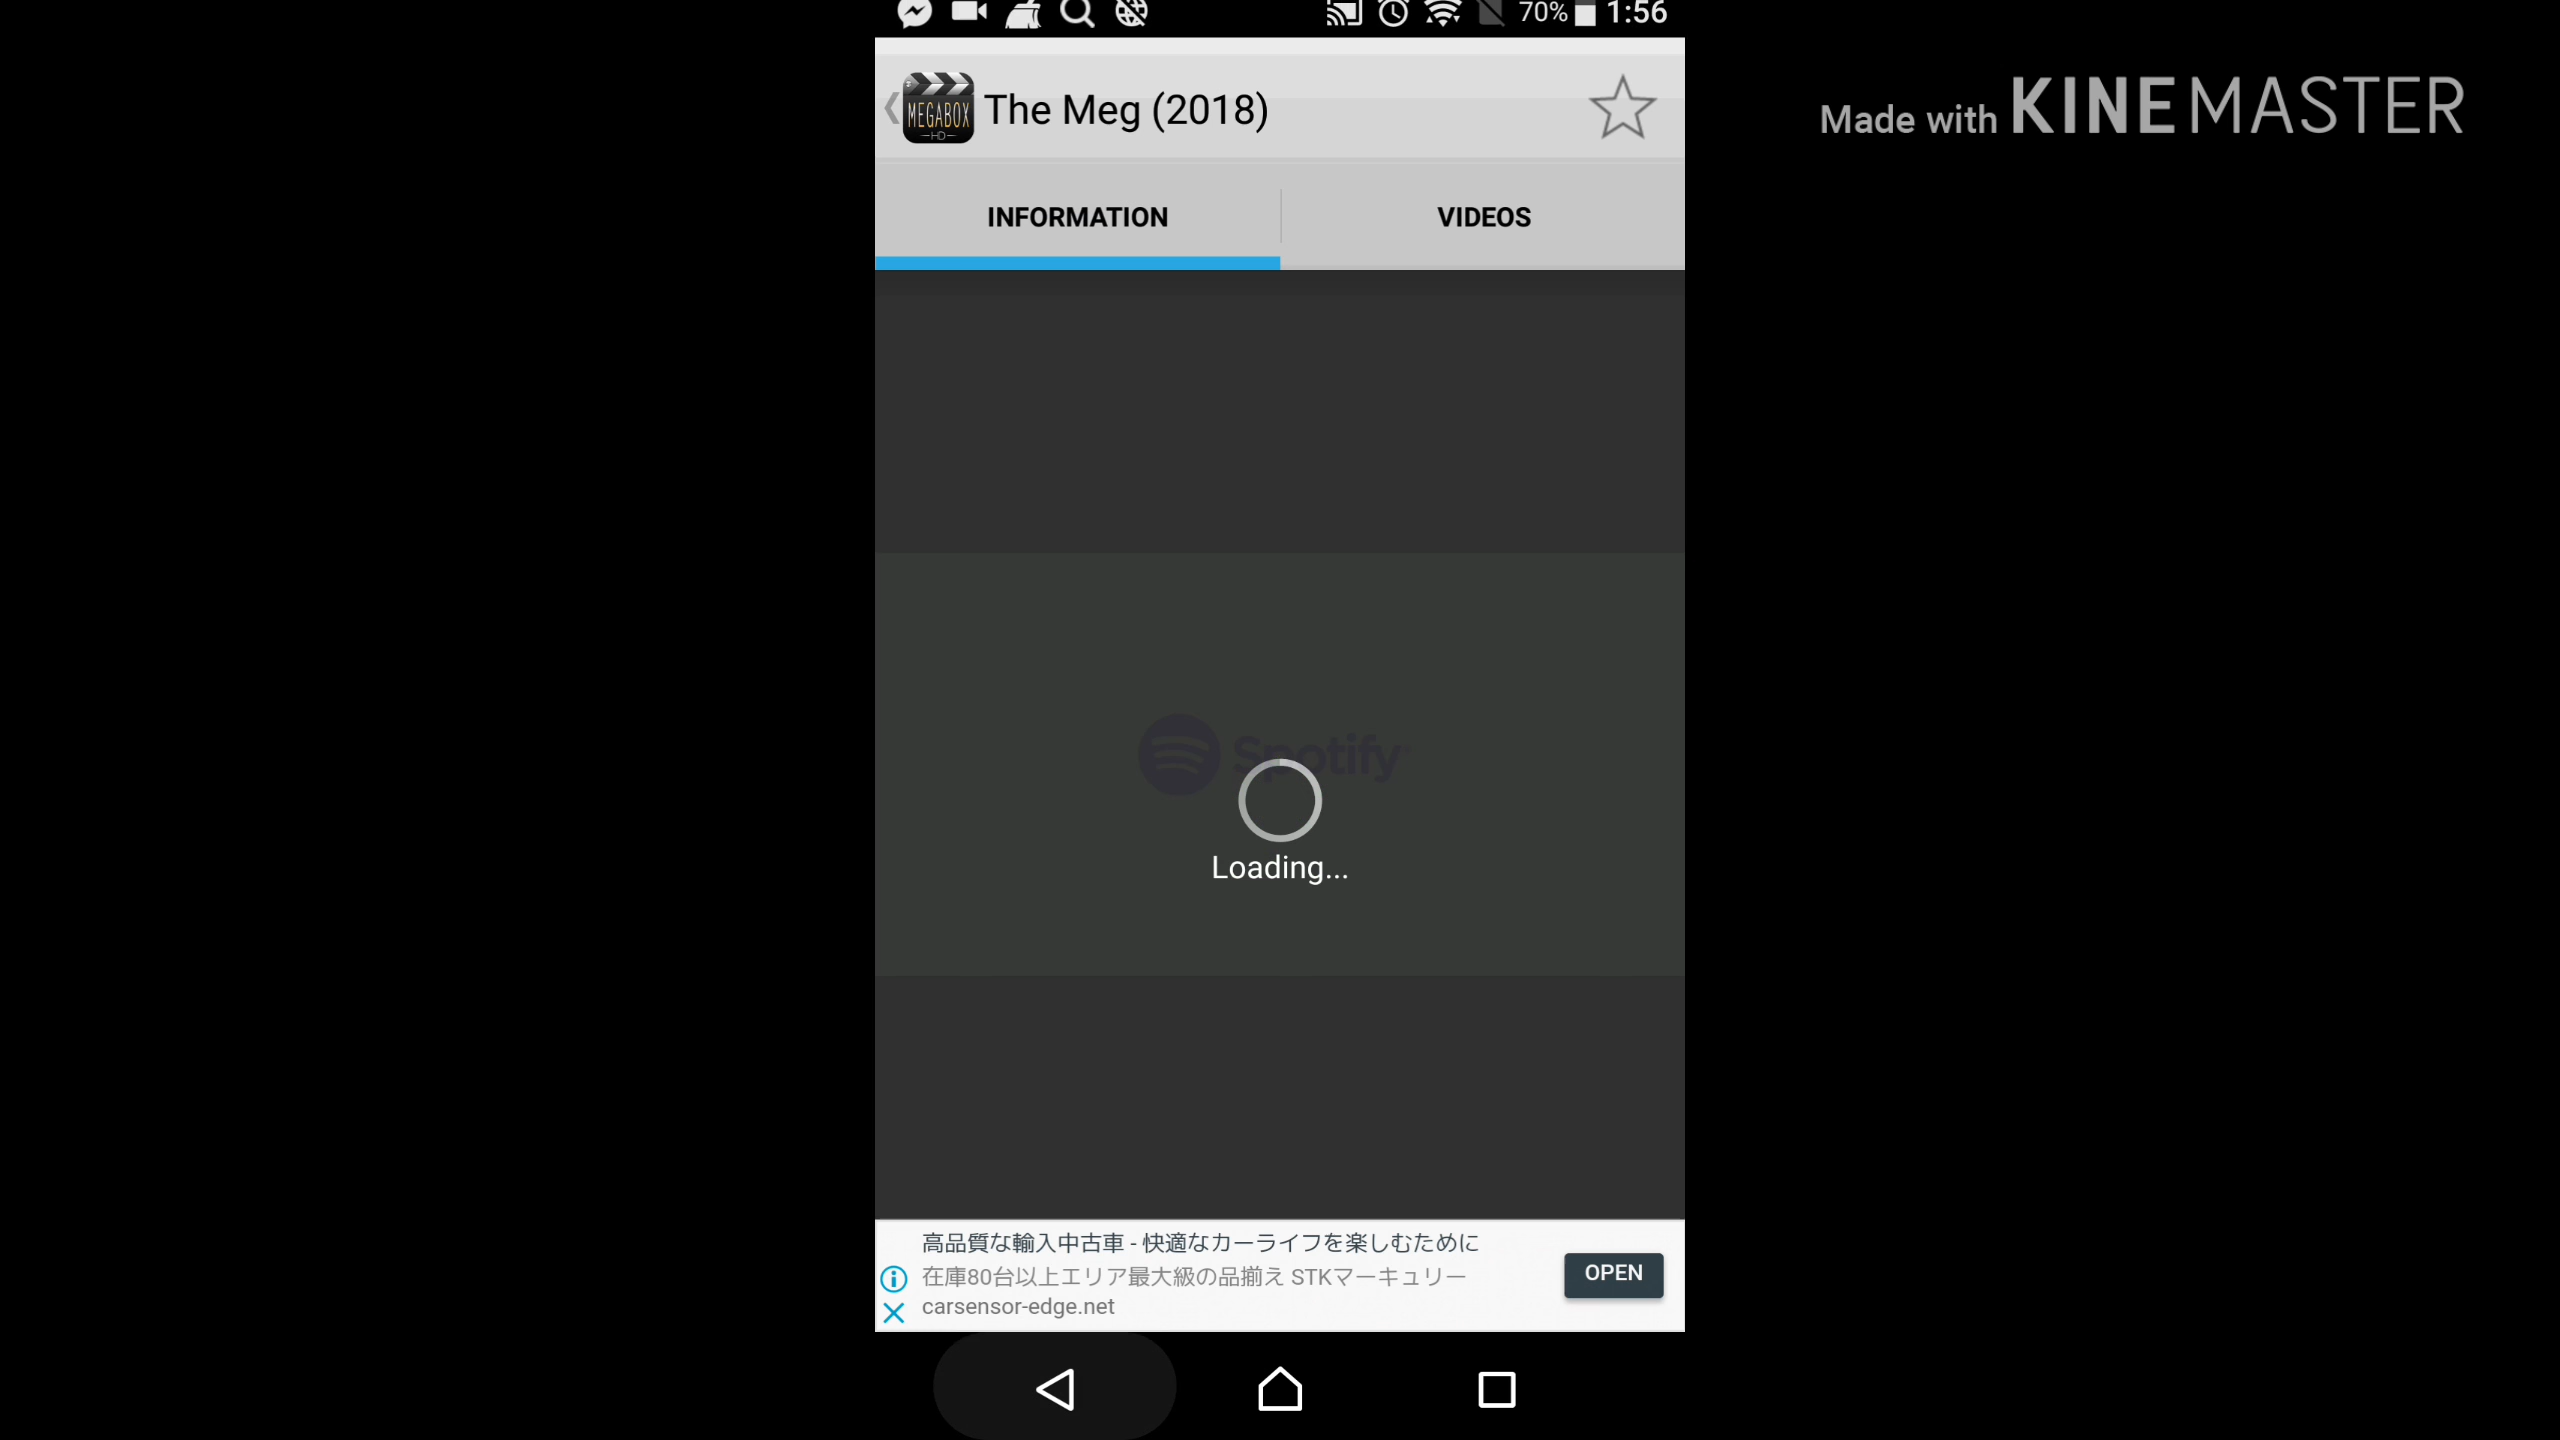 70% 1:56
MEGABOX
HD
The Meg (2018)
Made with KINEMASTER
INFORMATION
VIDEOS
Spotify
Loading...
高品質な輸入中古車 - 快適なカーライフを楽しむために
在庫80台以上エリア最大級の品揃え STKマーキュリー
carsensor-edge.net
OPEN